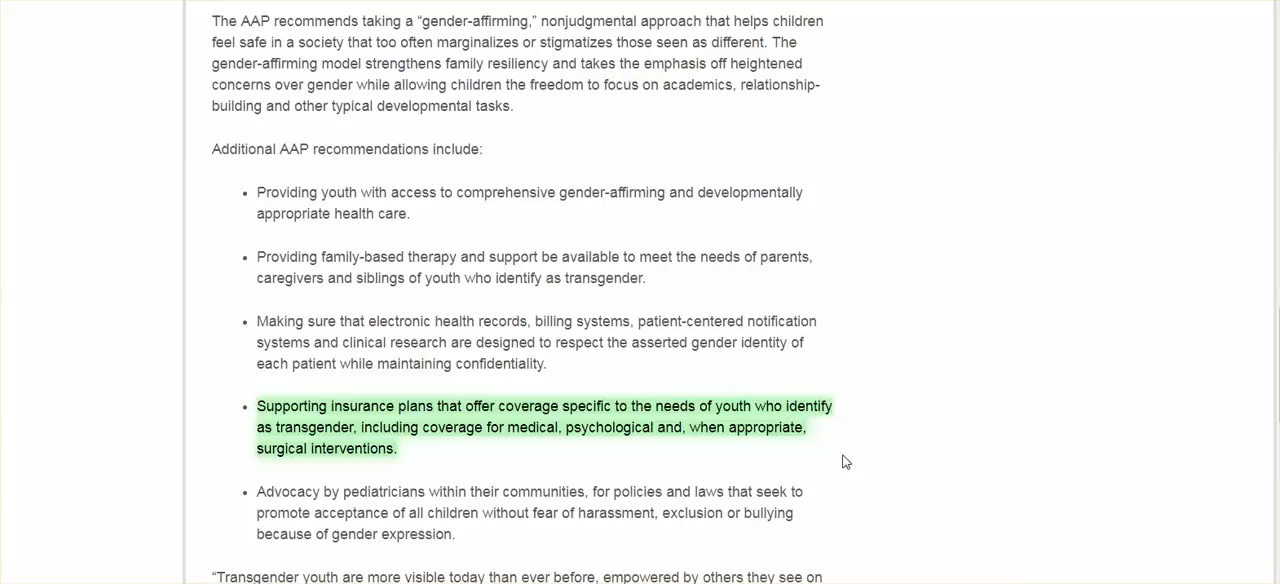 The AAP recommends taking a “gender-affirming,” nonjudgmental approach that helps children
feel safe in a society that too often marginalizes or stigmatizes those seen as different. The
gender-affirming model strengthens family resiliency and takes the emphasis off heightened
concerns over gender while allowing children the freedom to focus on academics, relationship-
building and other typical developmental tasks.
Additional AAP recommendations include:
• Providing youth with access to comprehensive gender-affirming and developmentally
appropriate health care.
• Providing family-based therapy and support be available to meet the needs of parents,
caregivers and siblings of youth who identify as transgender.
• Making sure that electronic health records, billing systems, patient-centered notification
systems and clinical research are designed to respect the asserted gender identity of
each patient while maintaining confidentiality.
• Supporting insurance plans that offer coverage specific to the needs of youth who identify
as transgender, including coverage for medical, psychological and, when appropriate,
surgical interventions.
• Advocacy by pediatricians within their communities, for policies and laws that seek to
promote acceptance of all children without fear of harassment, exclusion or bullying
because of gender expression.
“Transgender youth are more visible today than ever before, empowered by others they see on